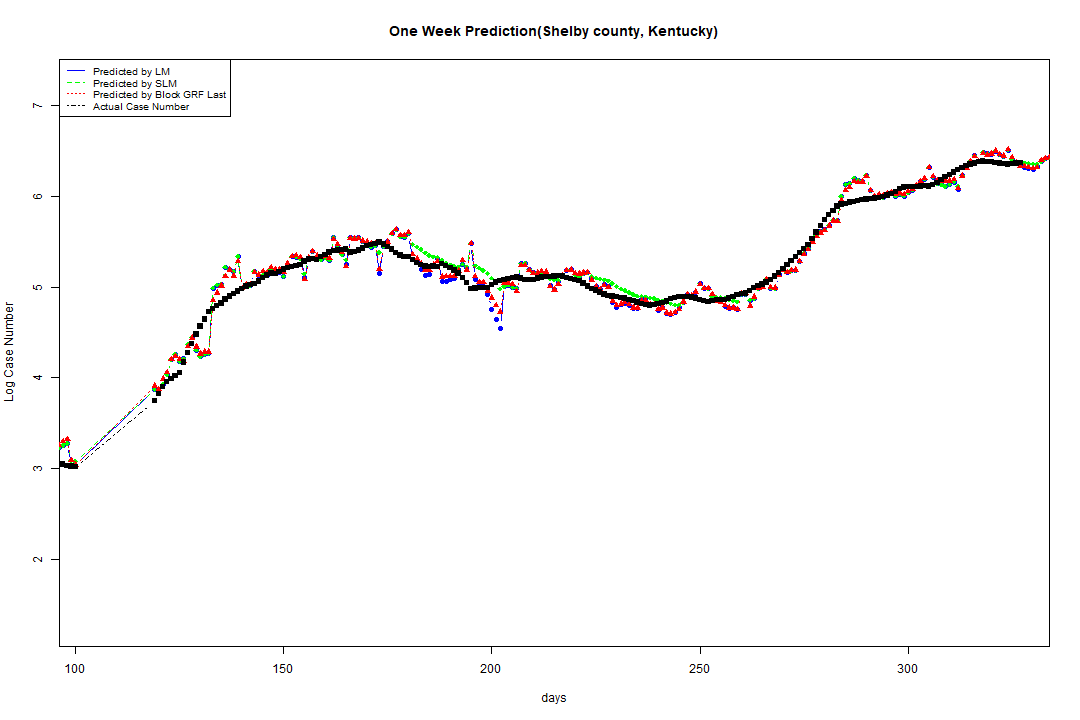 One Week Prediction(Shelby county, Kentucky)
Predicted by LM
Predicted by SLM
Predicted by Block GRF Last
Actual Case Number
7
6
5
4
3
2
Log Case Number
100 150 200 250 300
days